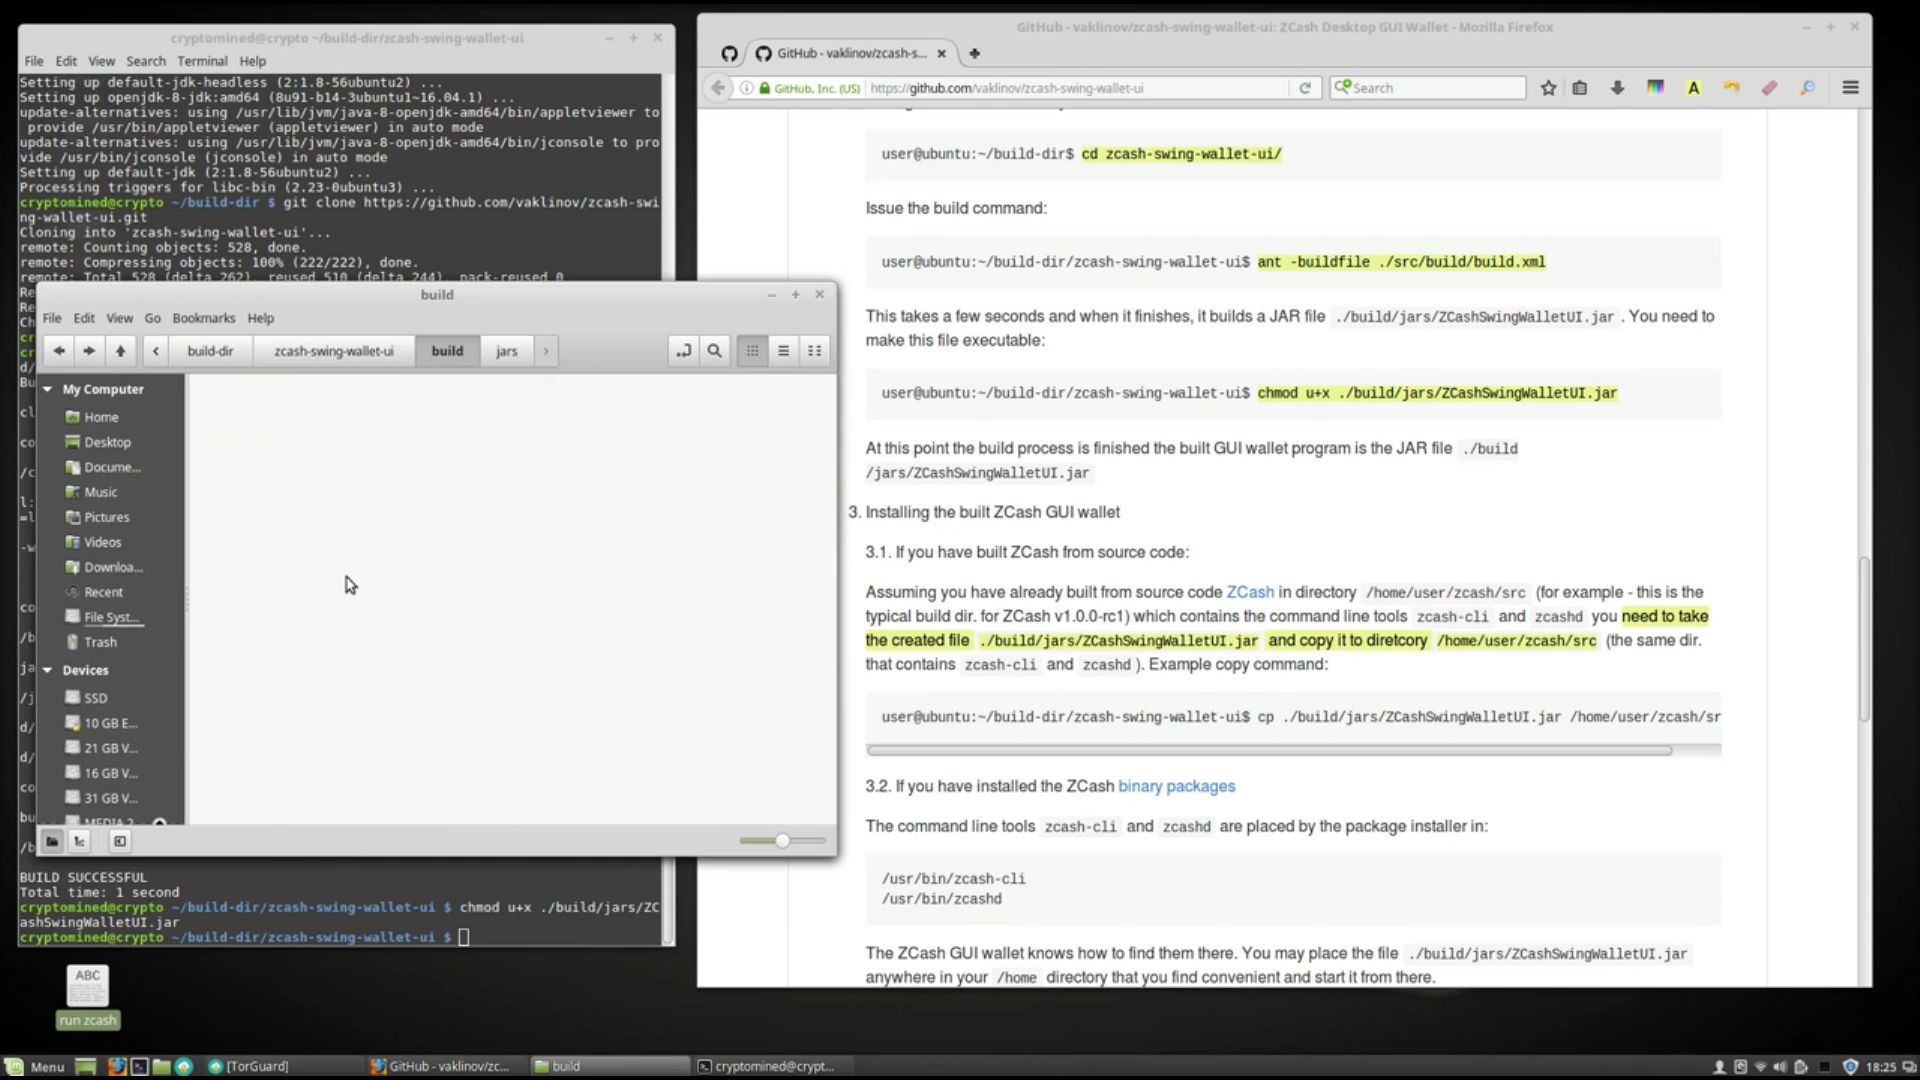 cryptomined@crypto ~/build-dir/zcash-swing-wallet-ui
File Edit View Search Terminal Help
Setting up default-jdk-headless (2:1.8-56ubuntu2) ...
Setting up openjdk-8-jdk:amd64 (8u91-b14-3ubuntu1~16.04.1) ...
update-alternatives: using /usr/lib/jvm/java-8-openjdk-amd64/bin/appletviewer to
provide /usr/bin/appletviewer (appletviewer) in auto mode
update-alternatives: using /usr/lib/jvm/java-8-openjdk-amd64/bin/jconsole to pro
vide /usr/bin/jconsole (jconsole) in auto mode
Setting up default-jdk (2:1.8-56ubuntu2) ...
Processing triggers for libc-bin (2.23-0ubuntu3) ...
cryptomined@crypto ~/build-dir $ git clone https://github.com/vaklinov/zcash-swi
ng-wallet-ui.git
Cloning into 'zcash-swing-wallet-ui'...
remote: Counting objects: 528, done.
remote: Compressing objects: 100% (222/222), done.
remote: Total 528 (delta 262), reused 510 (delta 244), pack-reused 0
build
File Edit View Go Bookmarks Help
build-dir
zcash-swing-wallet-ui
build
jars
My Computer
Home
Desktop
Docume...
Music
Pictures
Videos
Downloa...
Recent
File Syst...
Trash
Devices
SSD
10 GB E...
21 GB V...
16 GB V...
31 GB V...
MEDIA 2
BUILD SUCCESSFUL
Total time: 1 second
cryptomined@crypto ~/build-dir/zcash-swing-wallet-ui $ chmod u+x ./build/jars/ZC
ashSwingWalletUI.jar
cryptomined@crypto ~/build-dir/zcash-swing-wallet-ui $
ABC
run zcash
GitHub - vaklinov/zcash-swing-wallet-ui: ZCash Desktop GUI Wallet - Mozilla Firefox
GitHub - vaklinov/zcash-s...
GitHub, Inc. (US)
https://github.com/vaklinov/zcash-swing-wallet-ui
Search
A
user@ubuntu:~/build-dir$ cd zcash-swing-wallet-ui/
Issue the build command:
user@ubuntu:~/build-dir/zcash-swing-wallet-ui$ ant -buildfile ./src/build/build.xml
This takes a few seconds and when it finishes, it builds a JAR file ./build/jars/ZCashSwingWalletUI.jar . You need to
make this file executable:
user@ubuntu:~/build-dir/zcash-swing-wallet-ui$ chmod u+x ./build/jars/ZCashSwingWalletUI.jar
At this point the build process is finished the built GUI wallet program is the JAR file ./build
/jars/ZCashSwingWalletUI.jar
3. Installing the built ZCash GUI wallet
3.1. If you have built ZCash from source code:
Assuming you have already built from source code ZCash in directory /home/user/zcash/src (for example - this is the
typical build dir. for ZCash v1.0.0-rc1) which contains the command line tools zcash-cli and zcashd you need to take
the created file ./build/jars/ZCashSwingWalletUI.jar and copy it to diretcory /home/user/zcash/src (the same dir.
that contains zcash-cli and zcashd ). Example copy command:
user@ubuntu:~/build-dir/zcash-swing-wallet-ui$ cp ./build/jars/ZCashSwingWalletUI.jar /home/user/zcash/sr
3.2. If you have installed the ZCash binary packages
The command line tools zcash-cli and zcashd are placed by the package installer in:
/usr/bin/zcash-cli
/usr/bin/zcashd
The ZCash GUI wallet knows how to find them there. You may place the file ./build/jars/ZCashSwingWalletUI.jar
anywhere in your /home directory that you find convenient and start it from there.
Menu
[TorGuard]
GitHub - vaklinov/zc...
build
cryptomined@crypt...
18:25